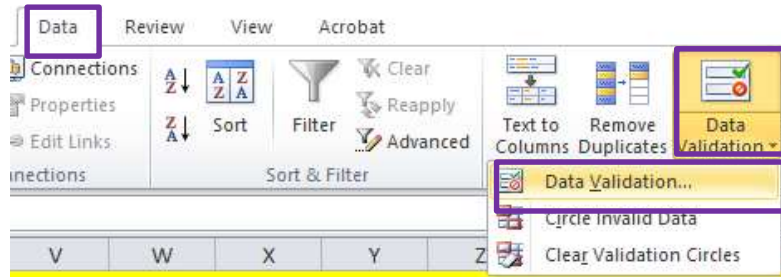 Data Review View Acrobat
Connections
Properties
Edit Links
nnections
A Z
Z A
A Z
Z A
Sort
Filter
Clear
Reapply
Advanced
Sort & Filter
Text to
Columns
Remove
Duplicates
Data
Validation
Data Validation...
Circle Invalid Data
Clear Validation Circles
V W X Y Z